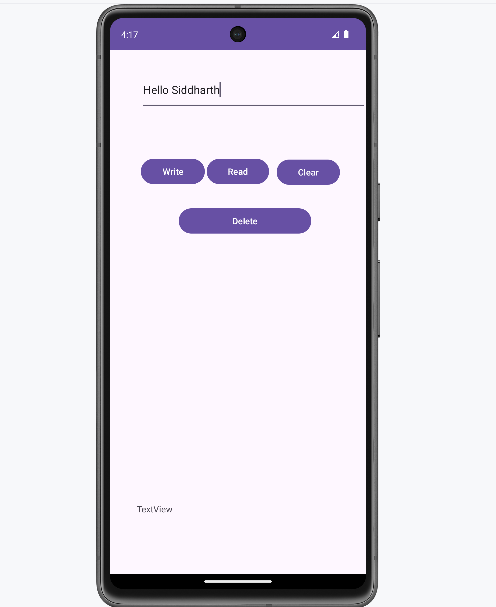 4:17
Hello Siddharth
Write Read Clear
Delete
TextView